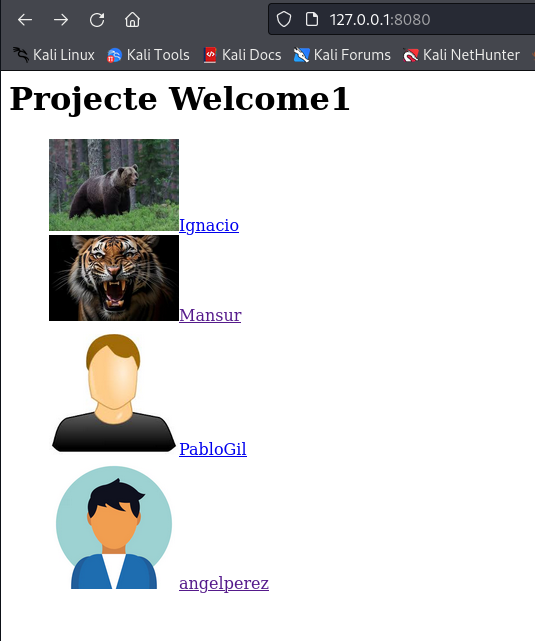 127.0.0.1:8080
Kali Linux Kali Tools Kali Docs Kali Forums Kali NetHunter
Projecte Welcome1
Ignacio
Mansur
PabloGil
angelperez